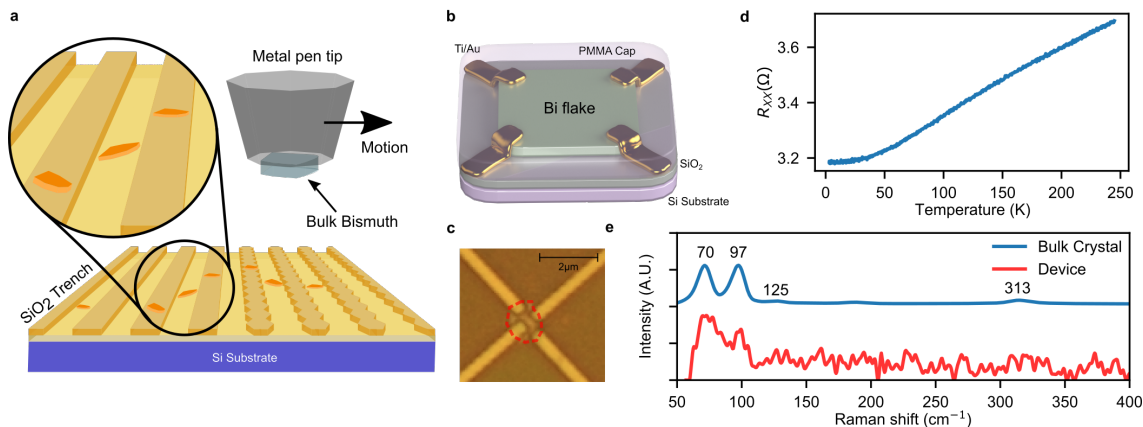 a
Metal pen tip
Motion
Bulk Bismuth
SiO2 Trench
Si Substrate
b
Ti/Au
PMMA Cap
Bi flake
SiO₂
Si Substrate
c
2μm
d
R_XX(Ω)
3.6
3.4
3.2
0
50
100
150
200
250
Temperature (K)
e
Intensity (A.U.)
70
97
125
313
Bulk Crystal
Device
50
100
150
200
250
300
350
400
Raman shift (cm⁻¹)